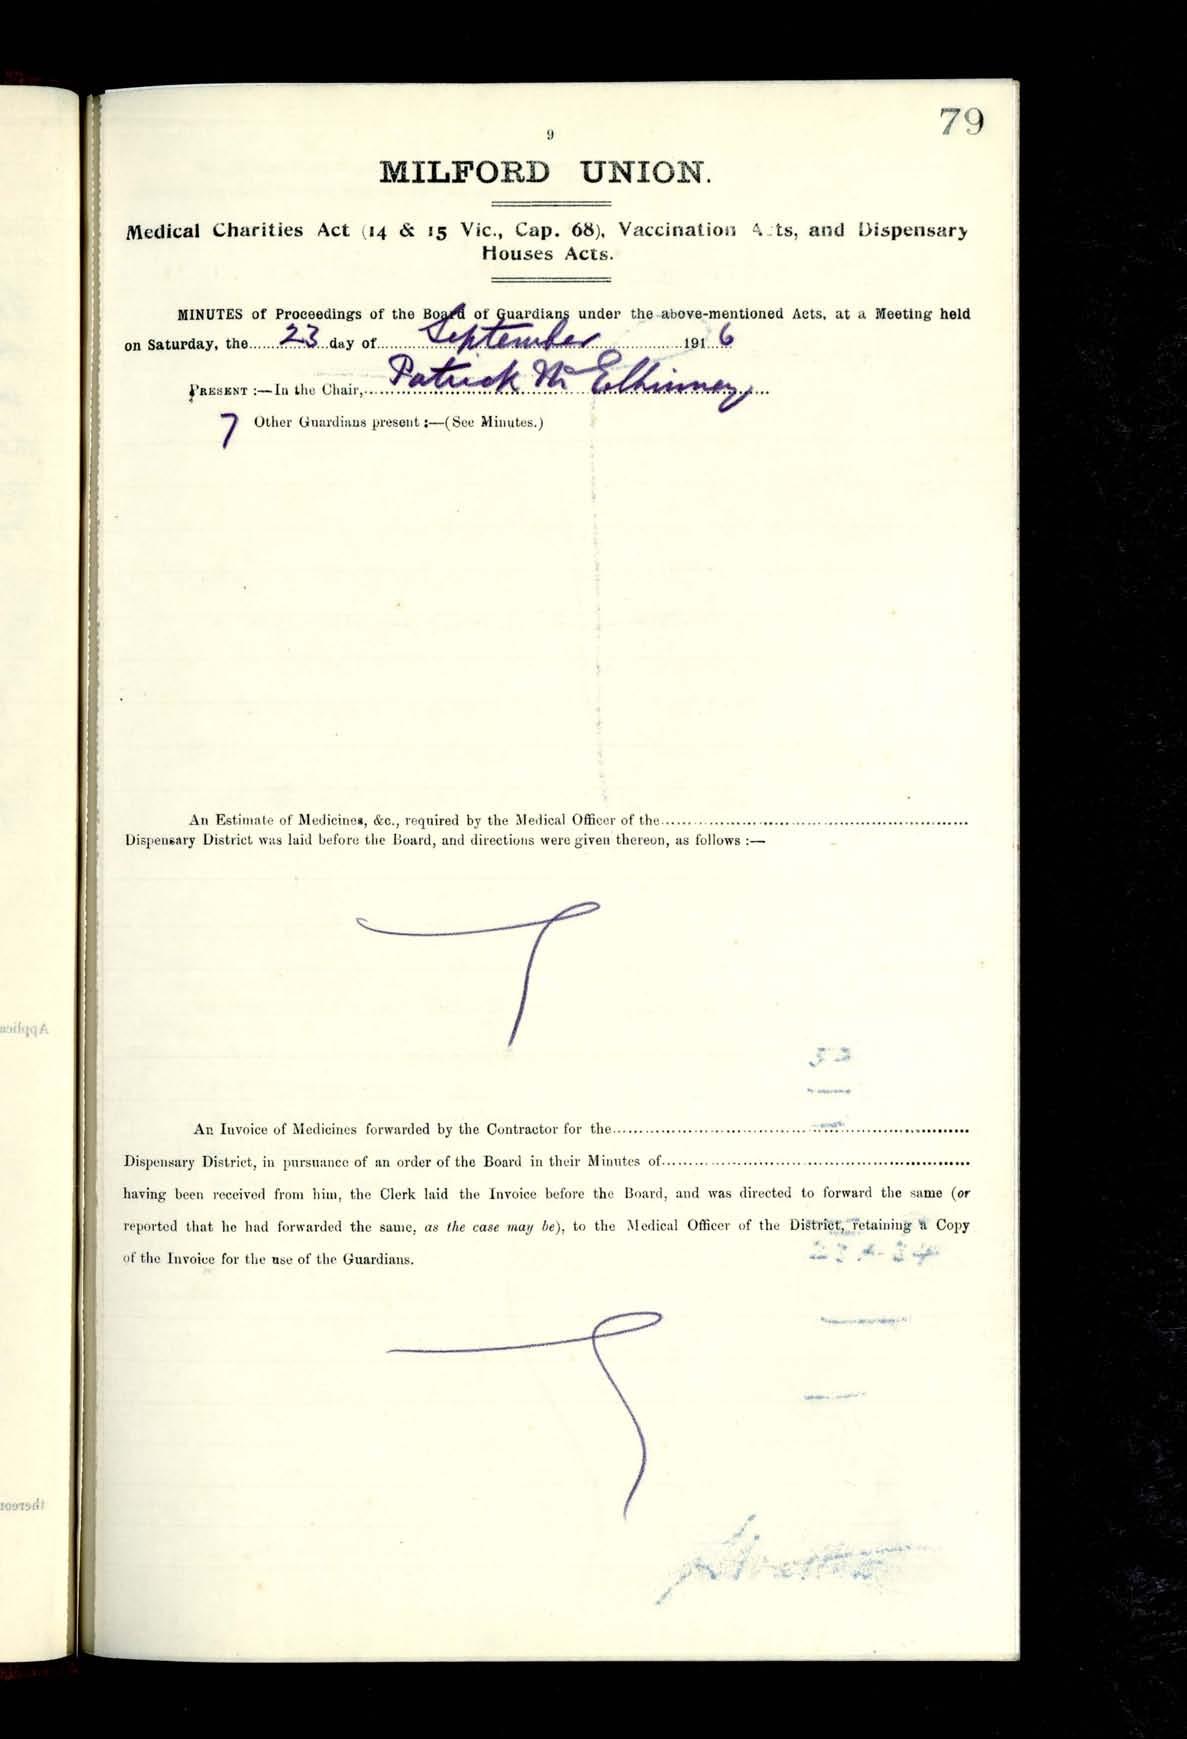 79
9
MILFORD UNION.
Medical Charities Act (14 & 15 Vic., Cap. 68), Vaccination Acts, and Dispensary
Houses Acts.
MINUTES of Proceedings of the Board of Guardians under the above-mentioned Acts, at a Meeting held
on Saturday, the 23 day of September 1916
PRESENT :—In the Chair, Patrick Mc Elhinney
7 Other Guardians present :—(See Minutes.)
An Estimate of Medicines, &c., required by the Medical Officer of the
Dispensary District was laid before the Board, and directions were given thereon, as follows :—
An Invoice of Medicines forwarded by the Contractor for the
Dispensary District, in pursuance of an order of the Board in their Minutes of
having been received from him, the Clerk laid the Invoice before the Board, and was directed to forward the same (or
reported that he had forwarded the same, as the case may be), to the Medical Officer of the District, retaining a Copy
of the Invoice for the use of the Guardians.